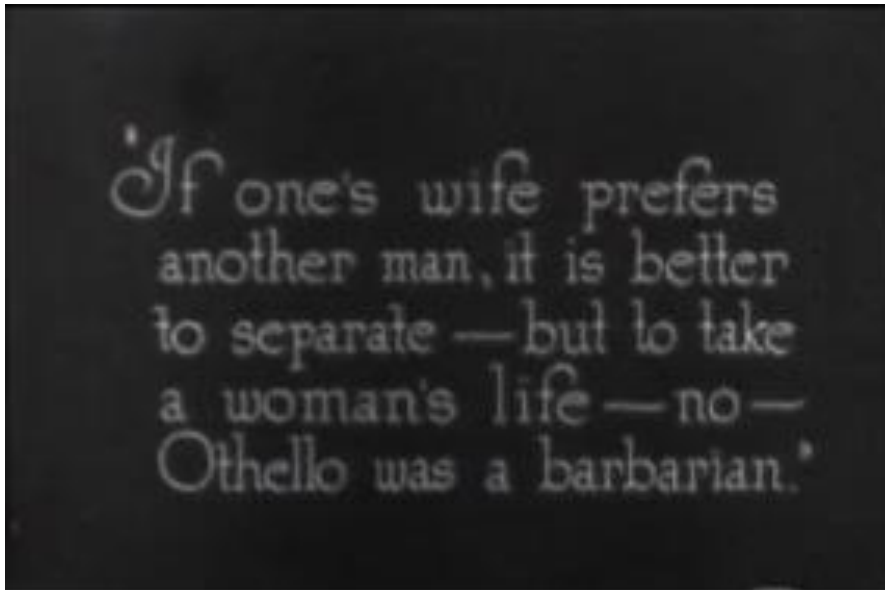 "If one's wife prefers
another man, it is better
to separate — but to take
a woman's life — no —
Othello was a barbarian."